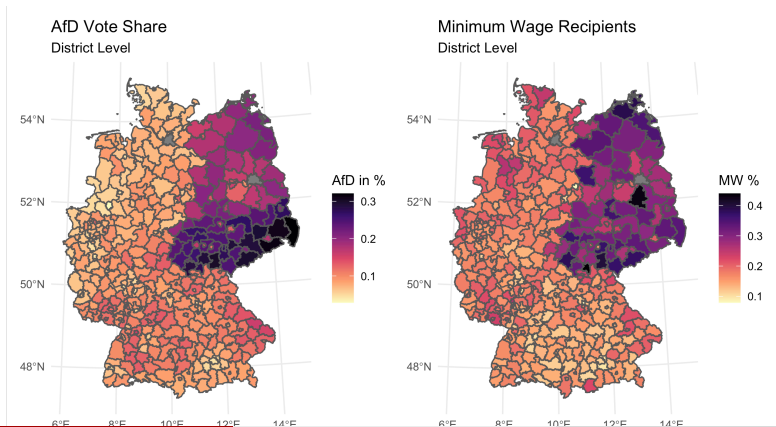 AfD Vote Share
District Level
54°N
52°N
50°N
48°N
6°E 8°E 10°E 12°E 14°E
AfD in %
0.3
0.2
0.1
Minimum Wage Recipients
District Level
54°N
52°N
50°N
48°N
6°E 8°E 10°E 12°E 14°E
MW %
0.4
0.3
0.2
0.1